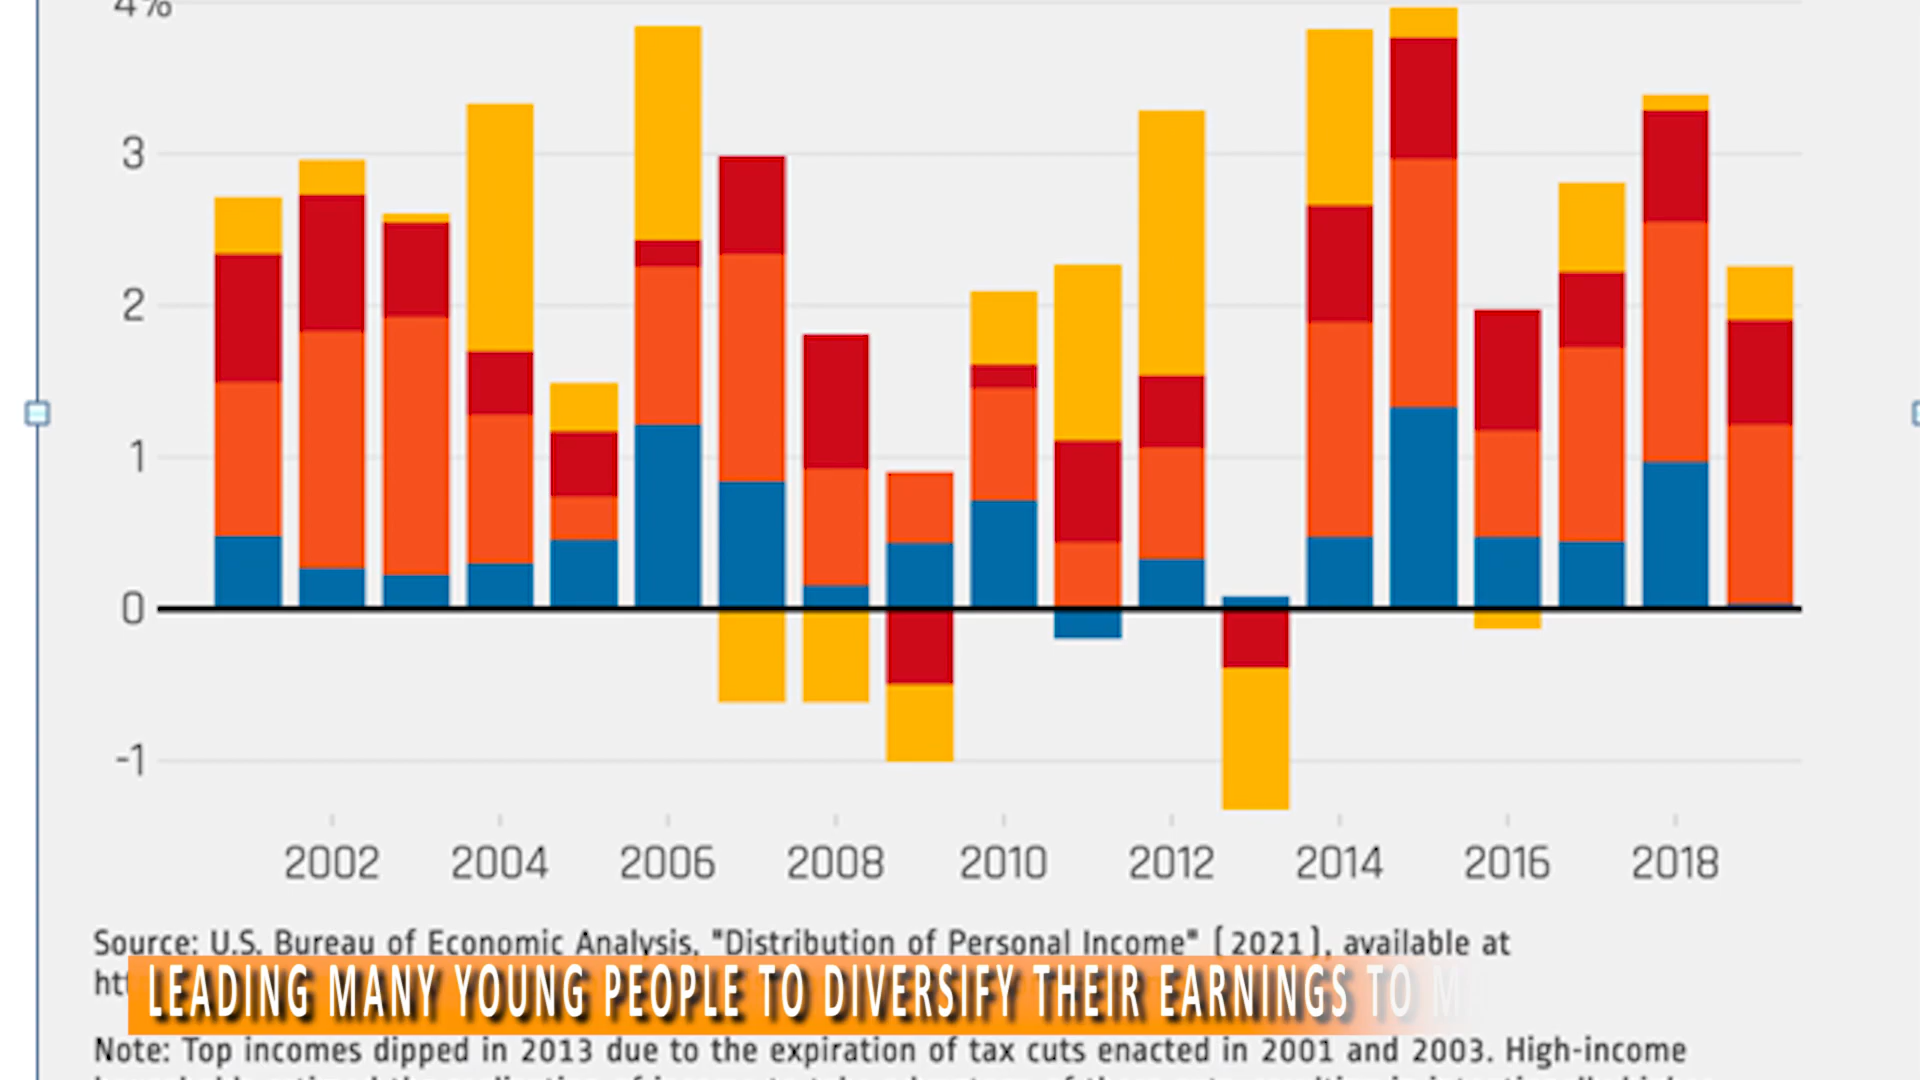 4%
3
2
1
0
-1
2002 2004 2006 2008 2010 2012 2014 2016 2018
Source: U.S. Bureau of Economic Analysis, "Distribution of Personal Income" (2021), available at
LEADING MANY YOUNG PEOPLE TO DIVERSIFY THEIR EARNINGS TO
Note: Top incomes dipped in 2013 due to the expiration of tax cuts enacted in 2001 and 2003. High-income